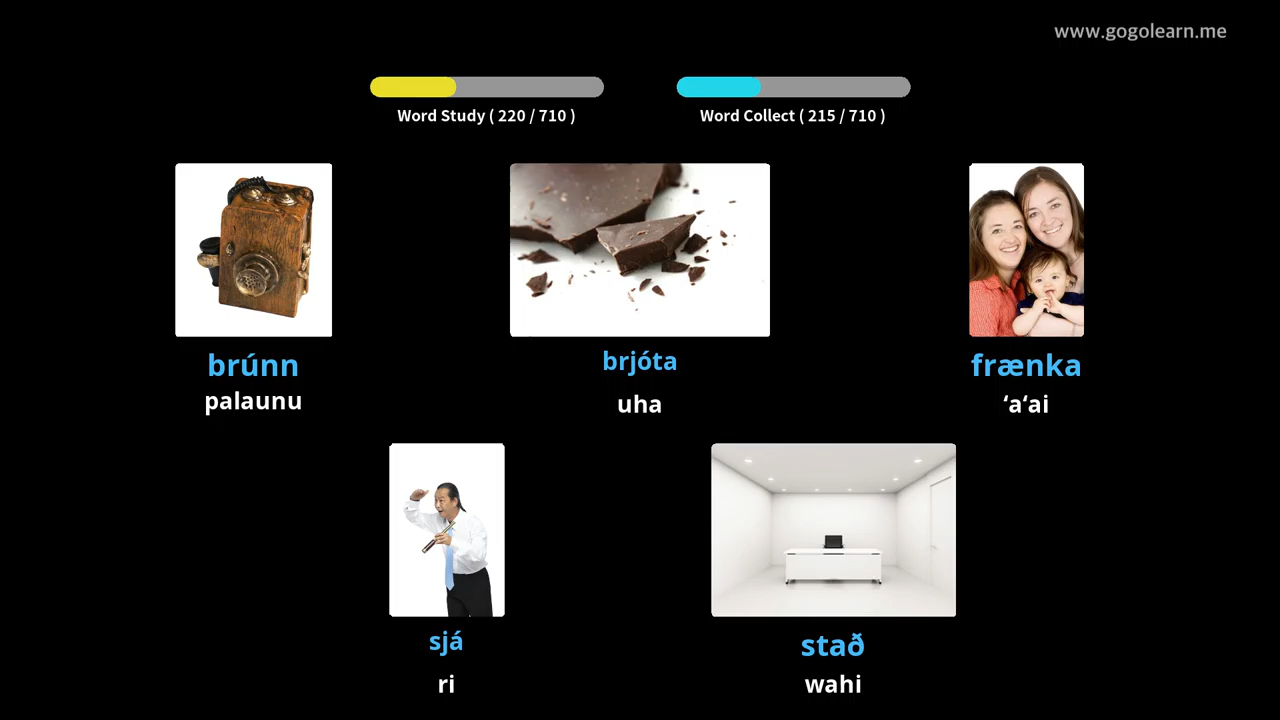 www.gogolearn.me
Word Study ( 220 / 710 )
Word Collect ( 215 / 710 )
brúnn
palaunu
brjóta
uha
frænka
ʻaʻai
sjá
ri
stað
wahi